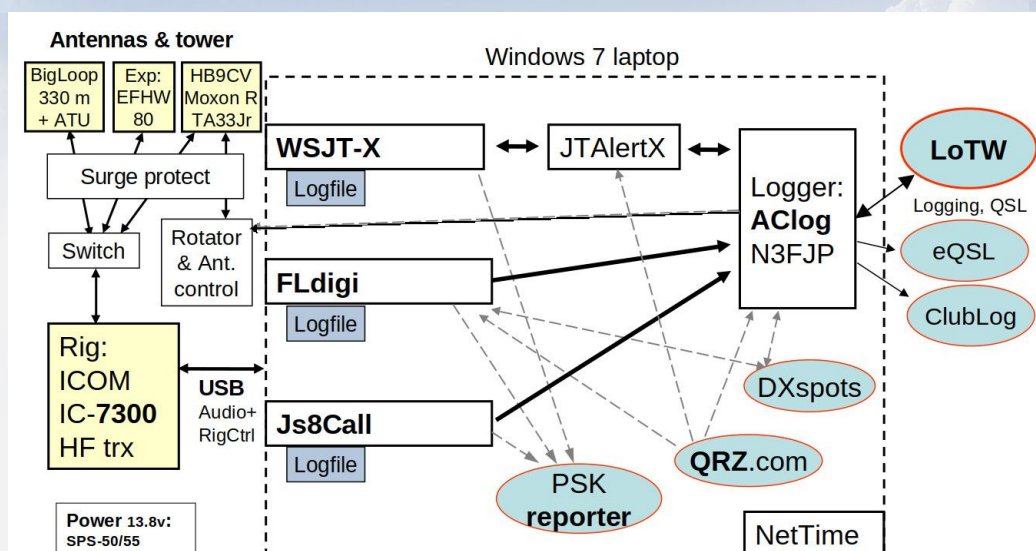 Antennas & tower
BigLoop
330 m
+ ATU
Exp:
EFHW
80
HB9CV
Moxon R
TA33Jr
Surge protect
Switch
Rotator
& Ant.
control
Rig:
ICOM
IC-7300
HF trx
USB
Audio+
RigCtrl
Power 13.8v:
SPS-50/55
Windows 7 laptop
WSJT-X
Logfile
JTAlertX
FLdigi
Logfile
Js8Call
Logfile
Logger:
AClog
N3FJP
PSK
reporter
QRZ.com
DXspots
NetTime
LoTW
Logging, QSL
eQSL
ClubLog